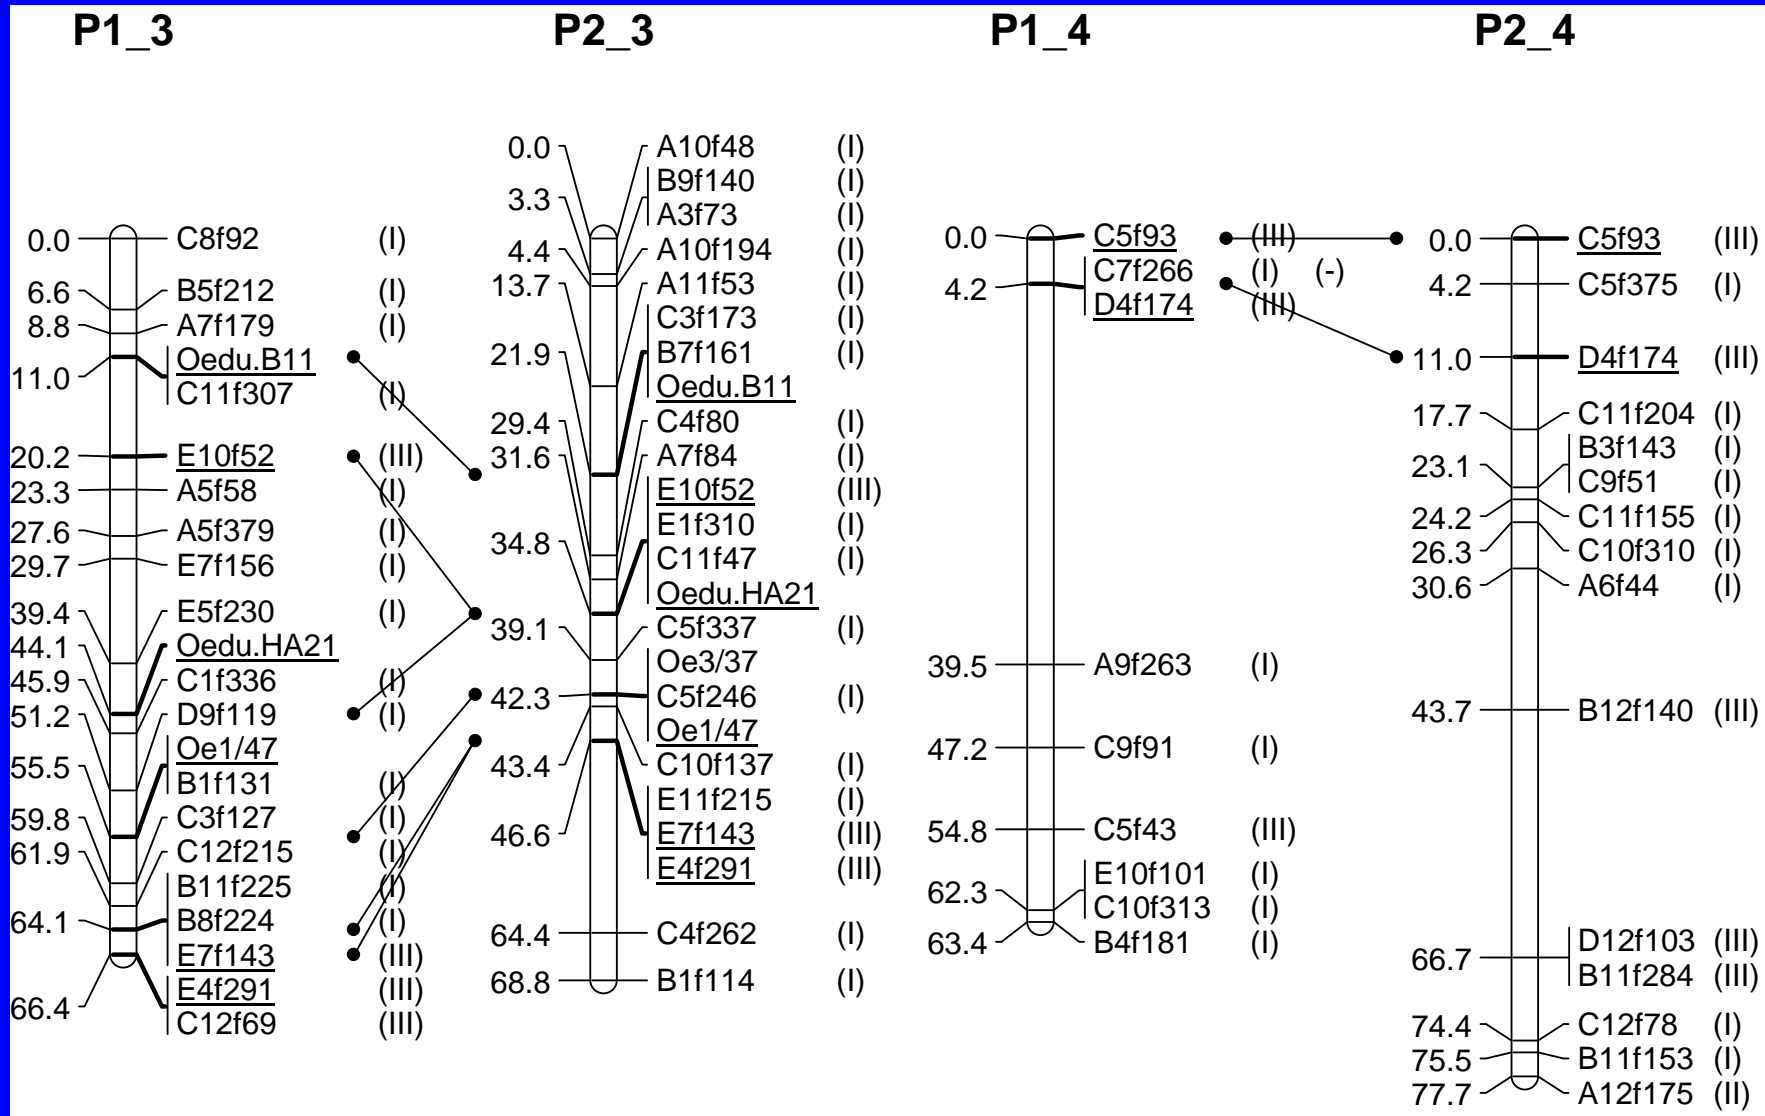 P1_3
0.0 C8f92 (I)
6.6 B5f212 (I)
8.8 A7f179 (I)
11.0 Oedu.B11
C11f307 (I)
20.2 E10f52 (III)
23.3 A5f58 (I)
27.6 A5f379 (I)
29.7 E7f156 (I)
39.4 E5f230 (I)
44.1 Oedu.HA21
45.9 C1f336 (I)
51.2 D9f119 (I)
55.5 Oe1/47
B1f131 (I)
59.8 C3f127 (I)
61.9 C12f215 (I)
B11f225 (I)
64.1 B8f224 (I)
E7f143 (III)
66.4 E4f291 (III)
C12f69 (III)
P2_3
0.0 A10f48 (I)
3.3 B9f140 (I)
A3f73 (I)
4.4 A10f194 (I)
13.7 A11f53 (I)
C3f173 (I)
21.9 B7f161 (I)
Oedu.B11
29.4 C4f80 (I)
31.6 A7f84 (I)
E10f52 (III)
34.8 E1f310 (I)
C11f47 (I)
Oedu.HA21
39.1 C5f337 (I)
Oe3/37
42.3 C5f246 (I)
Oe1/47
43.4 C10f137 (I)
E11f215 (I)
46.6 E7f143 (III)
E4f291 (III)
64.4 C4f262 (I)
68.8 B1f114 (I)
P1_4
0.0 C5f93 (III)
4.2 C7f266 (I) (-)
D4f174 (III)
39.5 A9f263 (I)
47.2 C9f91 (I)
54.8 C5f43 (III)
62.3 E10f101 (I)
C10f313 (I)
63.4 B4f181 (I)
P2_4
0.0 C5f93 (III)
4.2 C5f375 (I)
11.0 D4f174 (III)
17.7 C11f204 (I)
23.1 B3f143 (I)
C9f51 (I)
24.2 C11f155 (I)
26.3 C10f310 (I)
30.6 A6f44 (I)
43.7 B12f140 (III)
66.7 D12f103 (III)
B11f284 (III)
74.4 C12f78 (I)
75.5 B11f153 (I)
77.7 A12f175 (II)